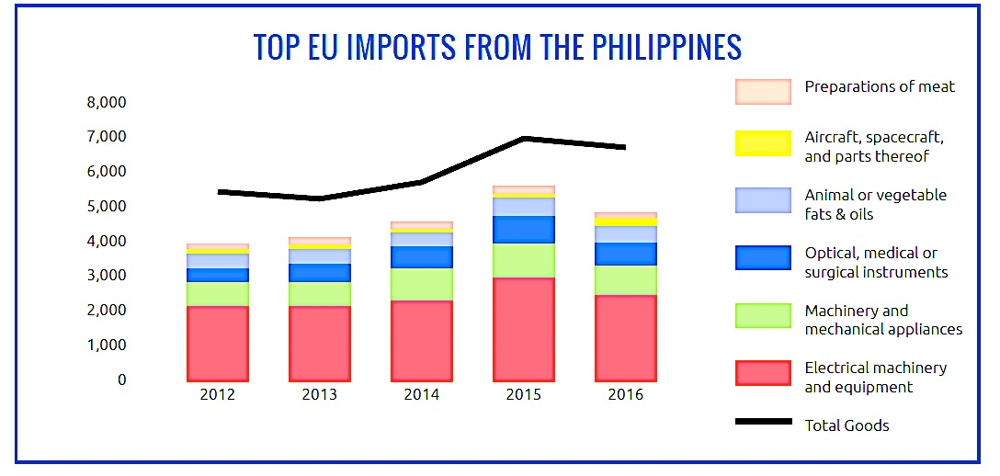 TOP EU IMPORTS FROM THE PHILIPPINES
8,000
7,000
6,000
5,000
4,000
3,000
2,000
1,000
0
2012
2013
2014
2015
2016
Preparations of meat
Aircraft, spacecraft,
and parts thereof
Animal or vegetable
fats & oils
Optical, medical or
surgical instruments
Machinery and
mechanical appliances
Electrical machinery
and equipment
Total Goods